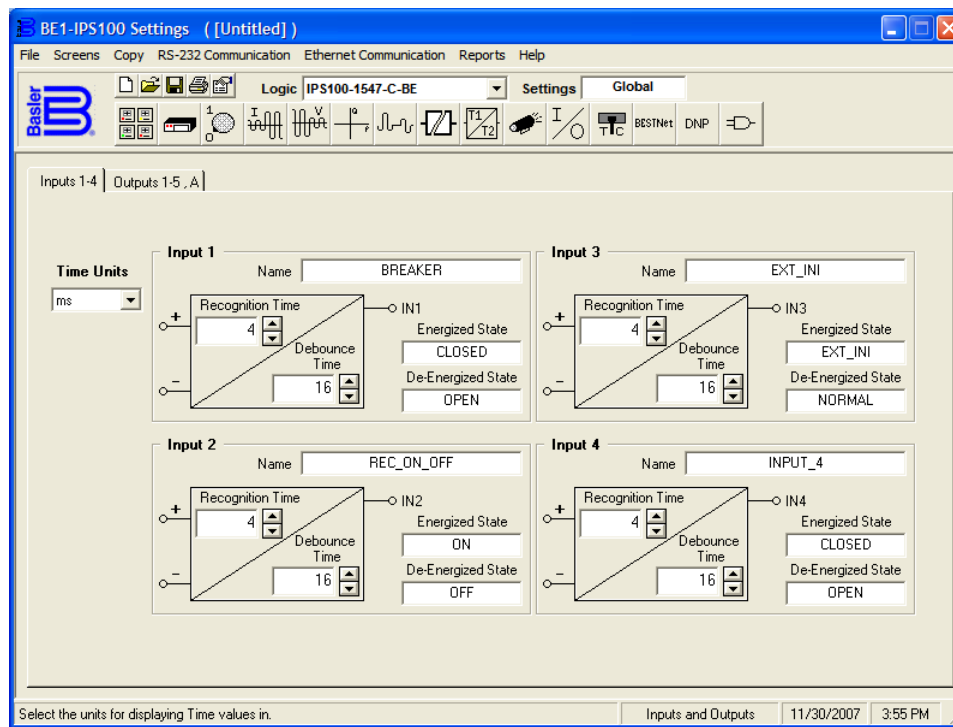 BE1-IPS100 Settings ( [Untitled] )
File Screens Copy RS-232 Communication Ethernet Communication Reports Help
Basler
Logic IPS100-1547-C-BE Settings Global
1 0 I V T1 T2 I O T C BESTNet DNP
Inputs 1-4 Outputs 1-5 , A
Time Units
ms
Input 1
Name BREAKER
Recognition Time
4
Debounce Time
16
IN1
Energized State
CLOSED
De-Energized State
OPEN
Input 3
Name EXT_INI
Recognition Time
4
Debounce Time
16
IN3
Energized State
EXT_INI
De-Energized State
NORMAL
Input 2
Name REC_ON_OFF
Recognition Time
4
Debounce Time
16
IN2
Energized State
ON
De-Energized State
OFF
Input 4
Name INPUT_4
Recognition Time
4
Debounce Time
16
IN4
Energized State
CLOSED
De-Energized State
OPEN
Select the units for displaying Time values in. Inputs and Outputs 11/30/2007 3:55 PM